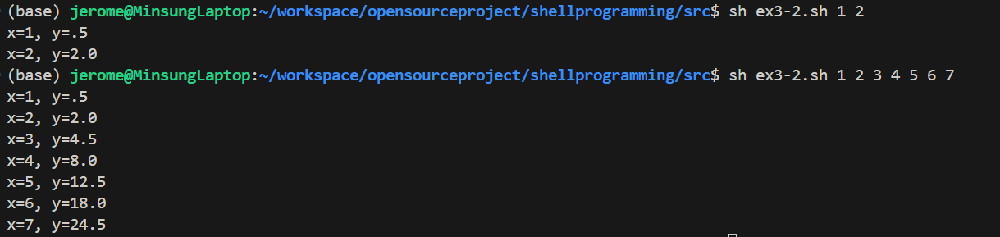 (base) jerome@MinsungLaptop:~/workspace/opensourceproject/shellprogramming/src$ sh ex3-2.sh 1 2
x=1, y=.5
x=2, y=2.0
(base) jerome@MinsungLaptop:~/workspace/opensourceproject/shellprogramming/src$ sh ex3-2.sh 1 2 3 4 5 6 7
x=1, y=.5
x=2, y=2.0
x=3, y=4.5
x=4, y=8.0
x=5, y=12.5
x=6, y=18.0
x=7, y=24.5